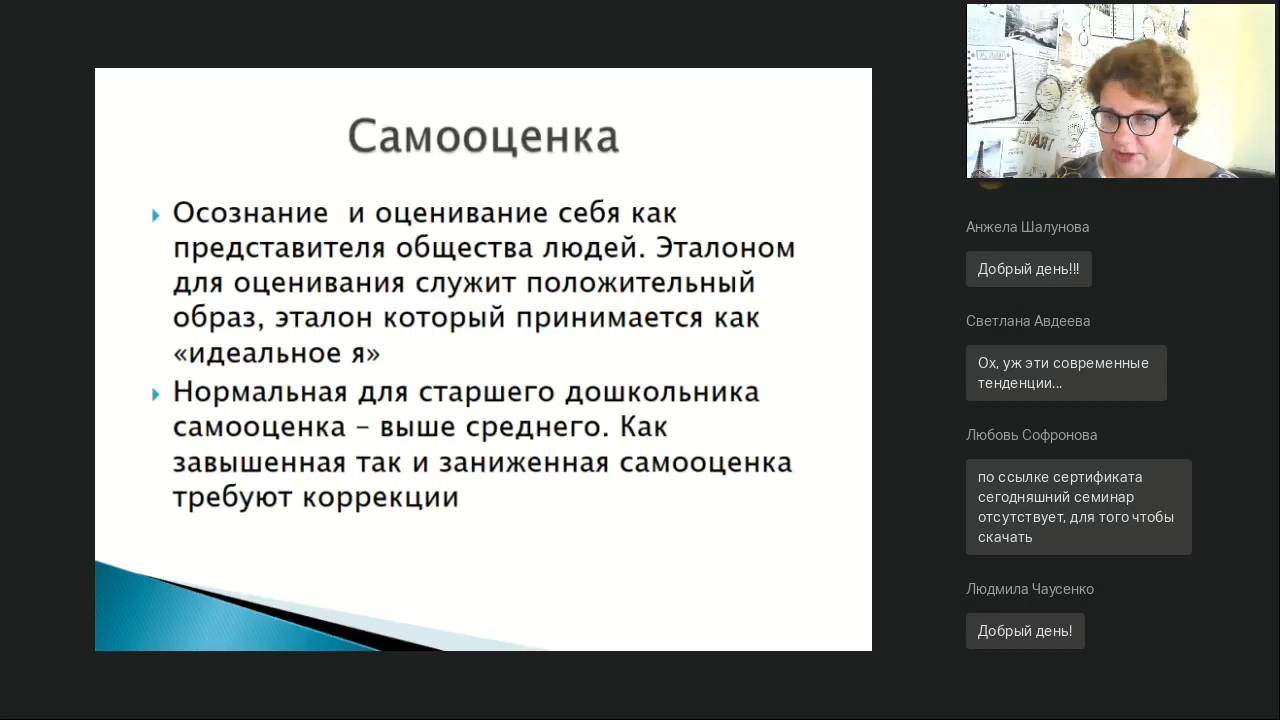 Самооценка
Осознание и оценивание себя как
представителя общества людей. Эталоном
для оценивания служит положительный
образ, эталон который принимается как
«идеальное я»
Нормальная для старшего дошкольника
самооценка – выше среднего. Как
завышенная так и заниженная самооценка
требуют коррекции
Анжела Шалунова
Добрый день!!!
Светлана Авдеева
Ох, уж эти современные
тенденции...
Любовь Софронова
по ссылке сертификата
сегодняшний семинар
отсутствует, для того чтобы
скачать
Людмила Чаусенко
Добрый день!